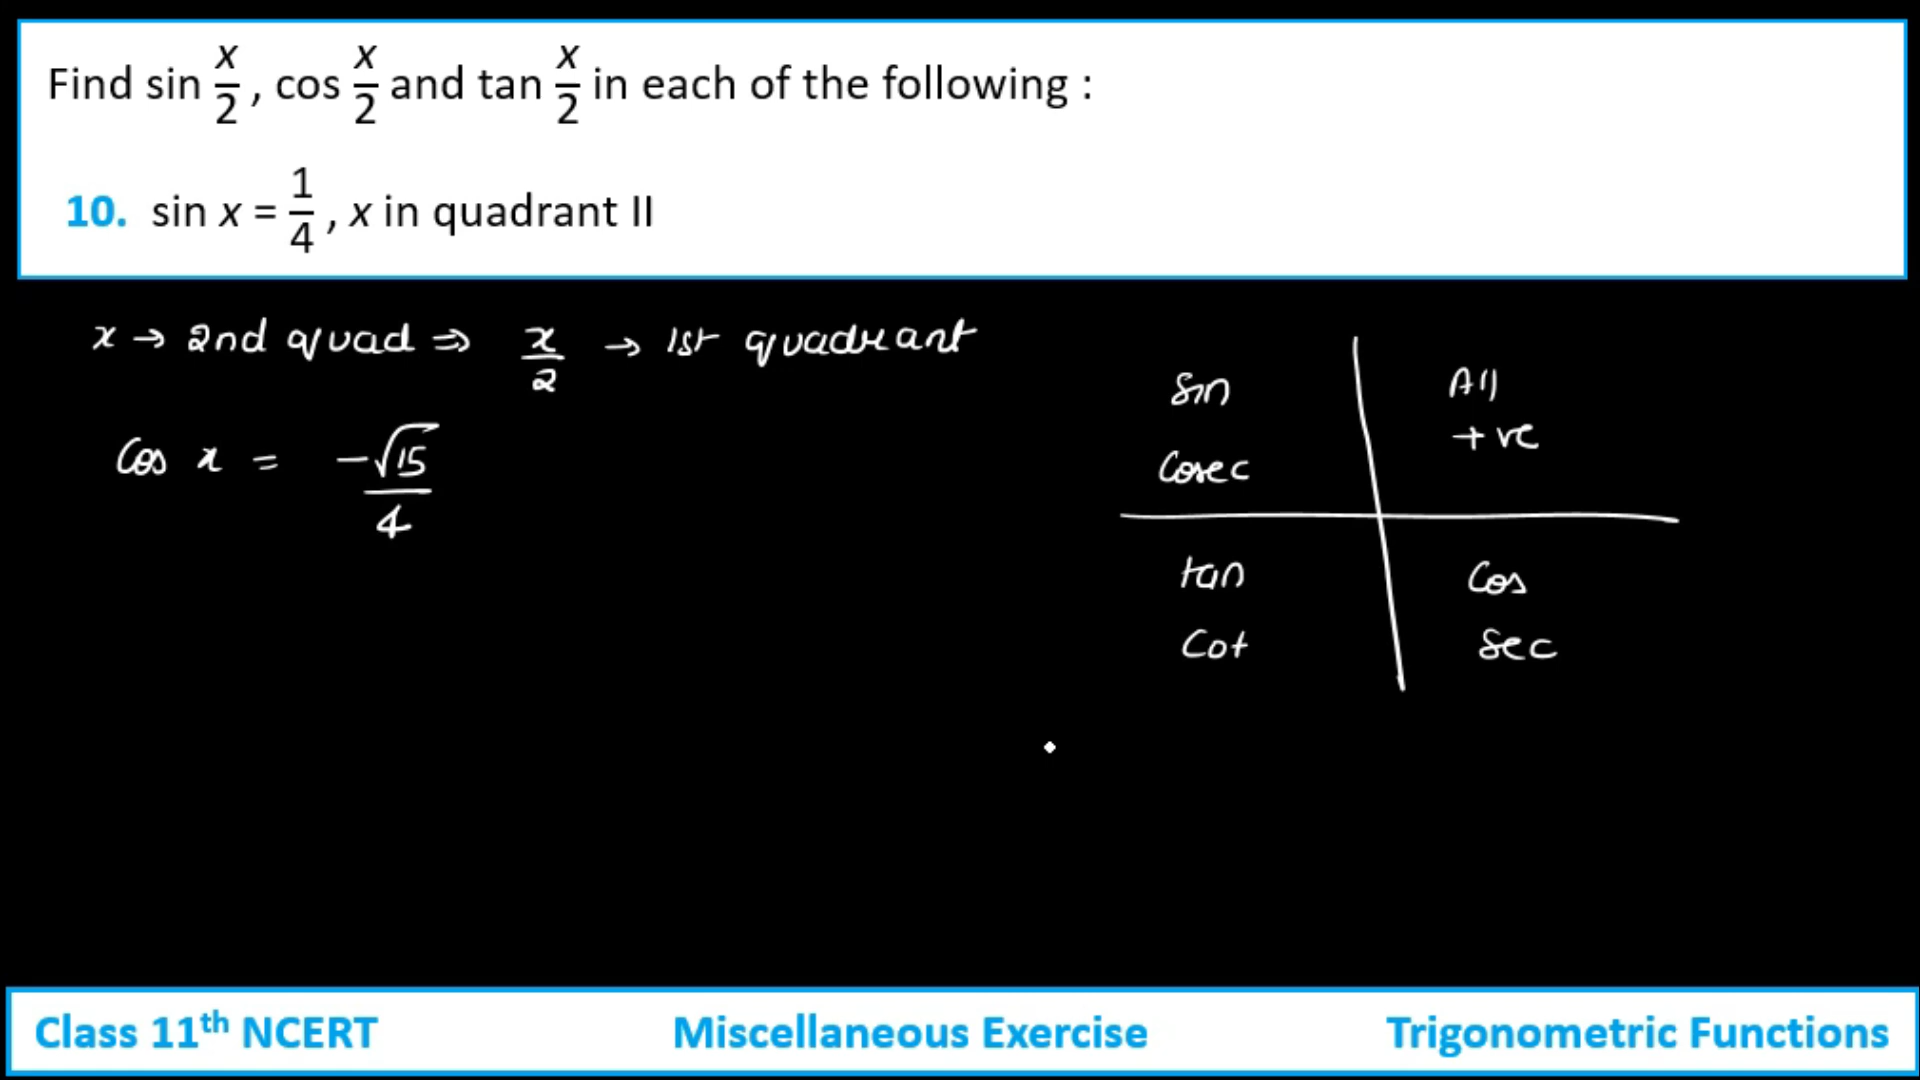 Find sin x/2, cos x/2 and tan x/2 in each of the following :
10. sin x = 1/4, x in quadrant II
x → 2nd quad ⇒ x/2 → 1st quadrant
Cos x = -√15/4
Sin
Cosec
All
+ve
tan
Cot
Cos
Sec
Class 11th NCERT
Miscellaneous Exercise
Trigonometric Functions